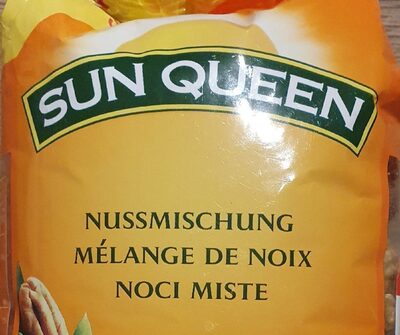 SUN QUEEN
NUSSMISCHUNG
MÉLANGE DE NOIX
NOCI MISTE